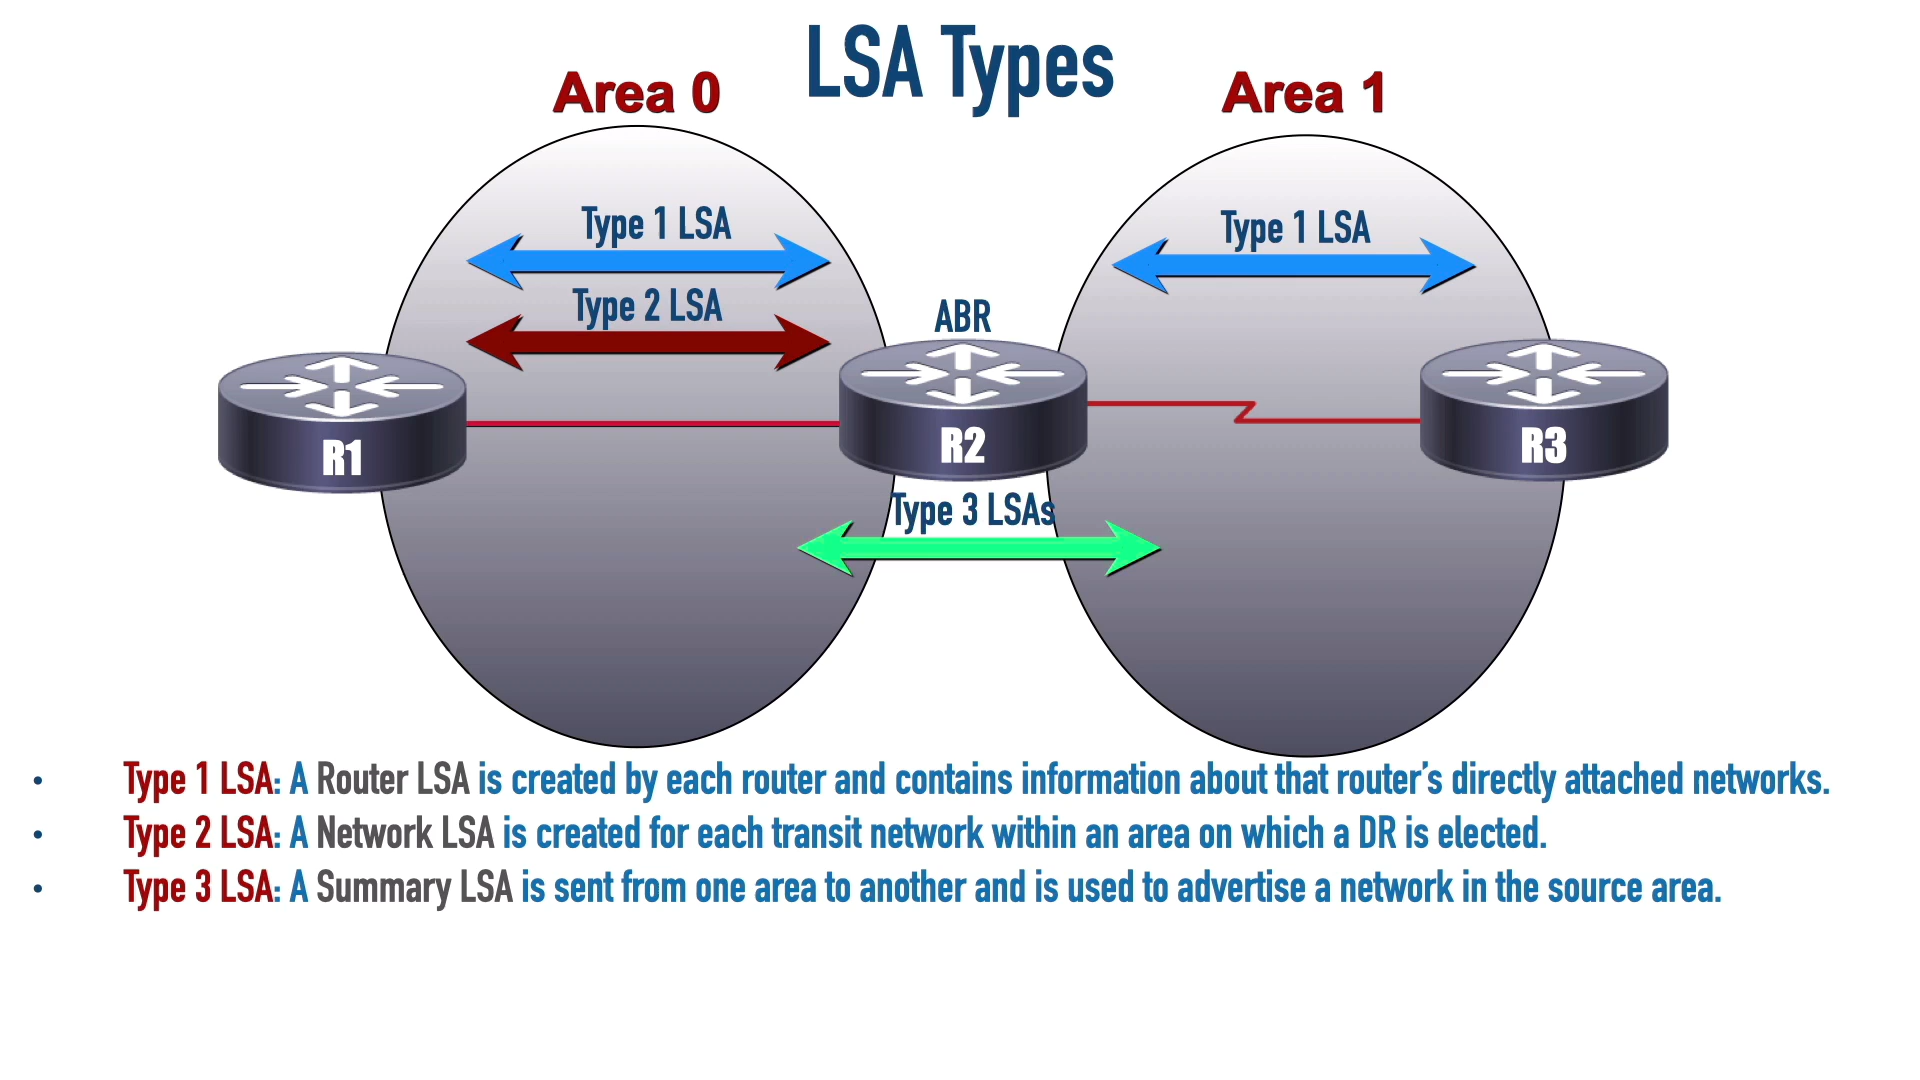 LSA Types
Area 0
Area 1
Type 1 LSA
Type 1 LSA
Type 2 LSA
ABR
R1
R2
R3
Type 3 LSAs
• Type 1 LSA: A Router LSA is created by each router and contains information about that router’s directly attached networks.
• Type 2 LSA: A Network LSA is created for each transit network within an area on which a DR is elected.
• Type 3 LSA: A Summary LSA is sent from one area to another and is used to advertise a network in the source area.